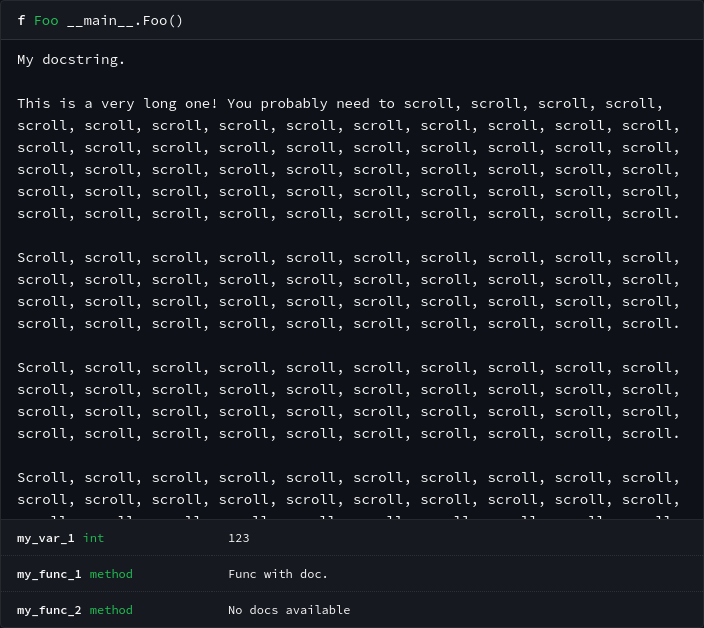 f Foo __main__.Foo()
My docstring.
This is a very long one! You probably need to scroll, scroll, scroll, scroll,
scroll, scroll, scroll, scroll, scroll, scroll, scroll, scroll, scroll, scroll,
scroll, scroll, scroll, scroll, scroll, scroll, scroll, scroll, scroll, scroll,
scroll, scroll, scroll, scroll, scroll, scroll, scroll, scroll, scroll, scroll,
scroll, scroll, scroll, scroll, scroll, scroll, scroll, scroll, scroll, scroll,
scroll, scroll, scroll, scroll, scroll, scroll, scroll, scroll, scroll, scroll.
Scroll, scroll, scroll, scroll, scroll, scroll, scroll, scroll, scroll, scroll,
scroll, scroll, scroll, scroll, scroll, scroll, scroll, scroll, scroll, scroll,
scroll, scroll, scroll, scroll, scroll, scroll, scroll, scroll, scroll, scroll,
scroll, scroll, scroll, scroll, scroll, scroll, scroll, scroll, scroll, scroll.
Scroll, scroll, scroll, scroll, scroll, scroll, scroll, scroll, scroll, scroll,
scroll, scroll, scroll, scroll, scroll, scroll, scroll, scroll, scroll, scroll,
scroll, scroll, scroll, scroll, scroll, scroll, scroll, scroll, scroll, scroll,
scroll, scroll, scroll, scroll, scroll, scroll, scroll, scroll, scroll, scroll.
Scroll, scroll, scroll, scroll, scroll, scroll, scroll, scroll, scroll, scroll,
scroll, scroll, scroll, scroll, scroll, scroll, scroll, scroll, scroll, scroll,
my_var_1 int 123
my_func_1 method Func with doc.
my_func_2 method No docs available